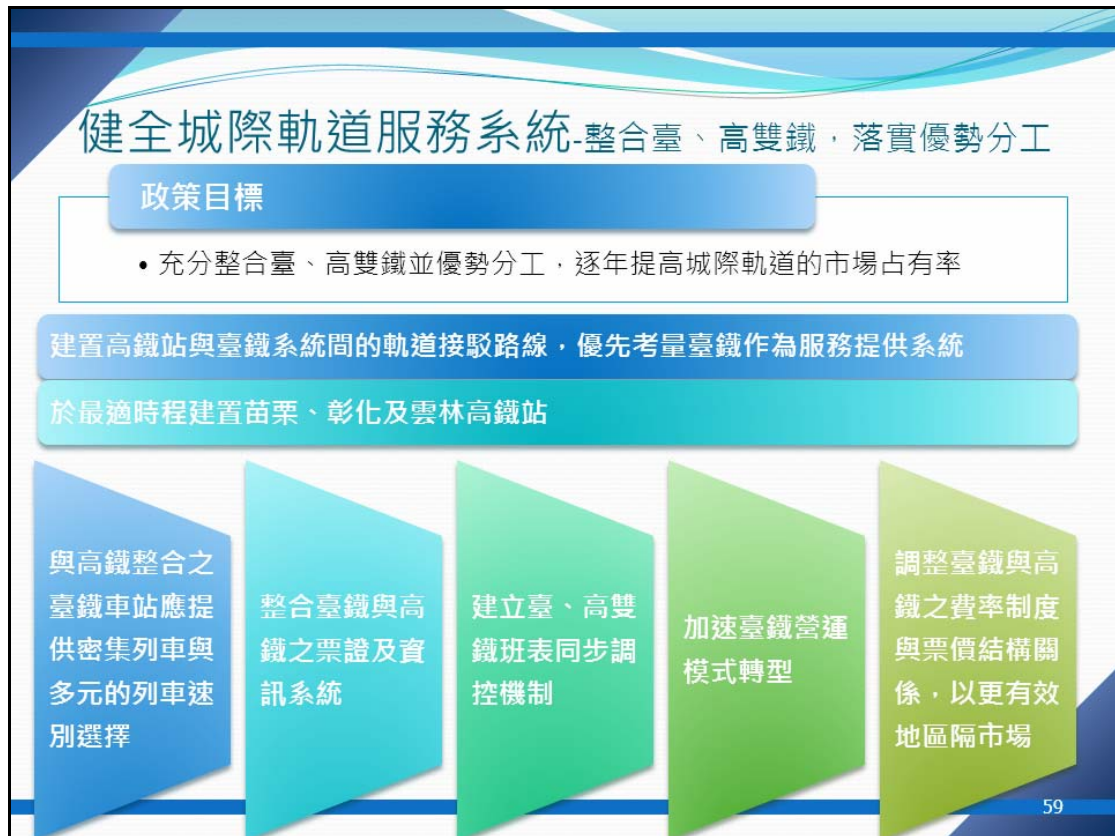 健全城際軌道服務系統-整合臺、高雙鐵，落實優勢分工
政策目標
• 充分整合臺、高雙鐵並優勢分工，逐年提高城際軌道的市場占有率
建置高鐵站與臺鐵系統間的軌道接駁路線，優先考量臺鐵作為服務提供系統
於最適時程建置苗栗、彰化及雲林高鐵站
與高鐵整合之
臺鐵車站應提
供密集列車與
多元的列車速
別選擇
整合臺鐵與高
鐵之票證及資
訊系統
建立臺、高雙
鐵班表同步調
控機制
加速臺鐵營運
模式轉型
調整臺鐵與高
鐵之費率制度
與票價結構關
係，以更有效
地區隔市場
59